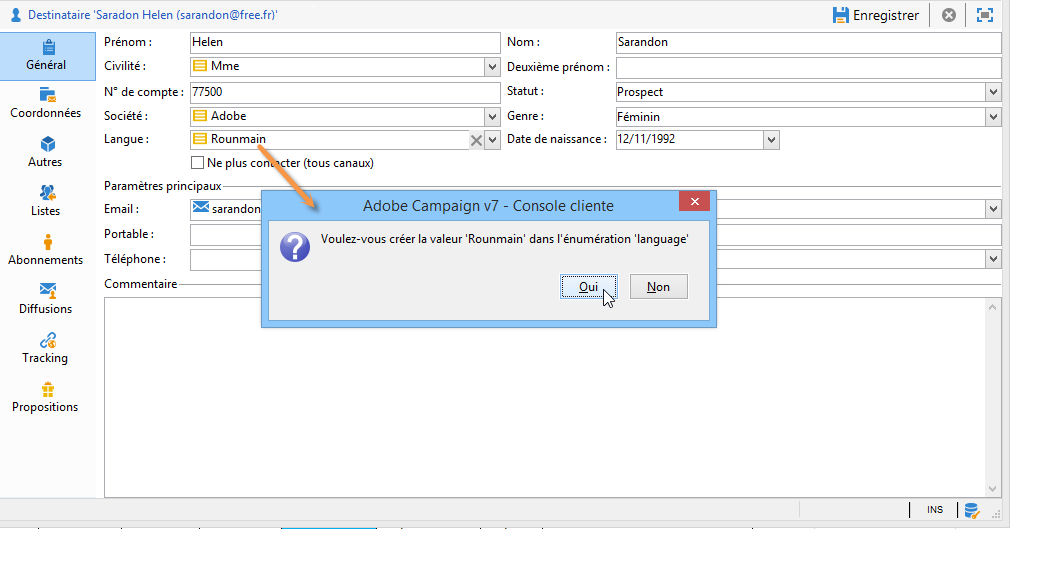 Destinataire 'Saradon Helen (sarandon@free.fr)'
Enregistrer
Général
Coordonnées
Autres
Listes
Abonnements
Diffusions
Tracking
Propositions
Prénom : Helen Nom : Sarandon
Civilité : Mme Deuxième prénom :
N° de compte : 77500 Statut : Prospect
Société : Adobe Genre : Féminin
Langue : Rounmain Date de naissance : 12/11/1992
Ne plus contacter (tous canaux)
Paramètres principaux
Email : sarandon
Portable :
Téléphone :
Commentaire
Adobe Campaign v7 - Console cliente
Voulez-vous créer la valeur 'Rounmain' dans l'énumération 'language'
Oui Non
INS